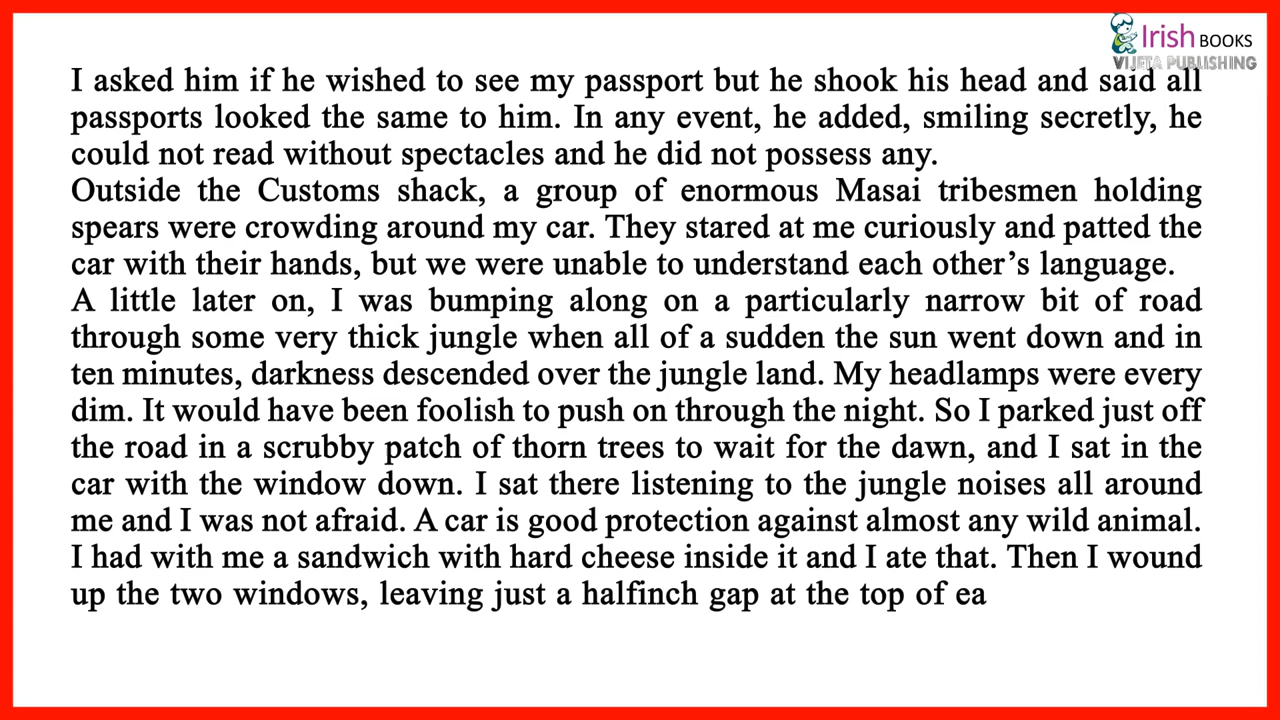 Irish BOOKS
VIJETA PUBLISHING
I asked him if he wished to see my passport but he shook his head and said all
passports looked the same to him. In any event, he added, smiling secretly, he
could not read without spectacles and he did not possess any.
Outside the Customs shack, a group of enormous Masai tribesmen holding
spears were crowding around my car. They stared at me curiously and patted the
car with their hands, but we were unable to understand each other’s language.
A little later on, I was bumping along on a particularly narrow bit of road
through some very thick jungle when all of a sudden the sun went down and in
ten minutes, darkness descended over the jungle land. My headlamps were every
dim. It would have been foolish to push on through the night. So I parked just off
the road in a scrubby patch of thorn trees to wait for the dawn, and I sat in the
car with the window down. I sat there listening to the jungle noises all around
me and I was not afraid. A car is good protection against almost any wild animal.
I had with me a sandwich with hard cheese inside it and I ate that. Then I wound
up the two windows, leaving just a halfinch gap at the top of ea